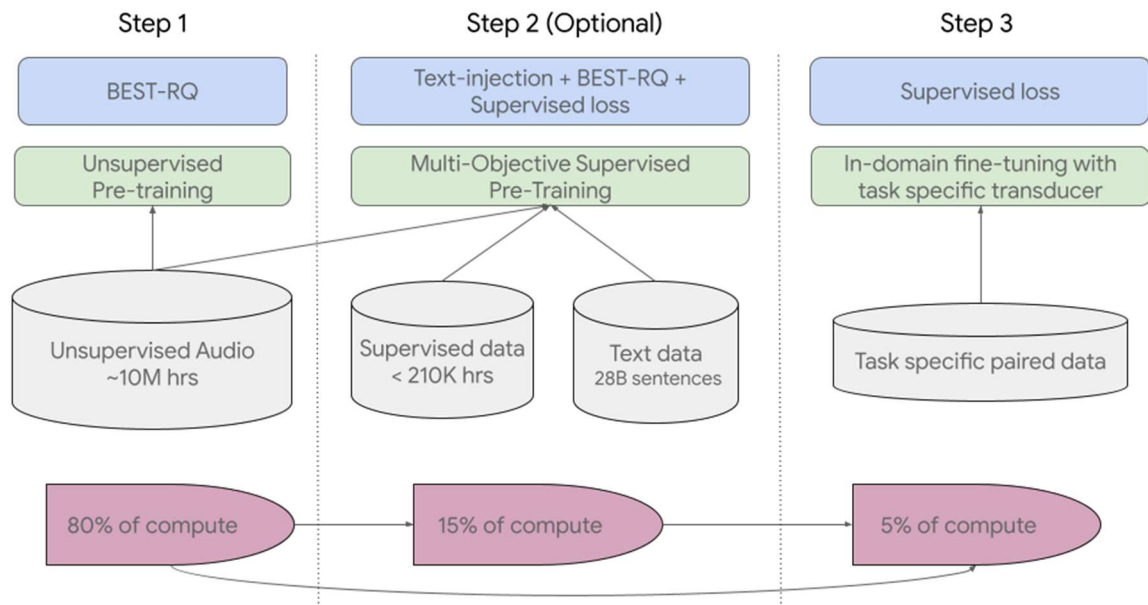 Step 1
Step 2 (Optional)
Step 3
BEST-RQ
Text-injection + BEST-RQ +
Supervised loss
Supervised loss
Unsupervised
Pre-training
Multi-Objective Supervised
Pre-Training
In-domain fine-tuning with
task specific transducer
Unsupervised Audio
~10M hrs
Supervised data
< 210K hrs
Text data
28B sentences
Task specific paired data
80% of compute
15% of compute
5% of compute